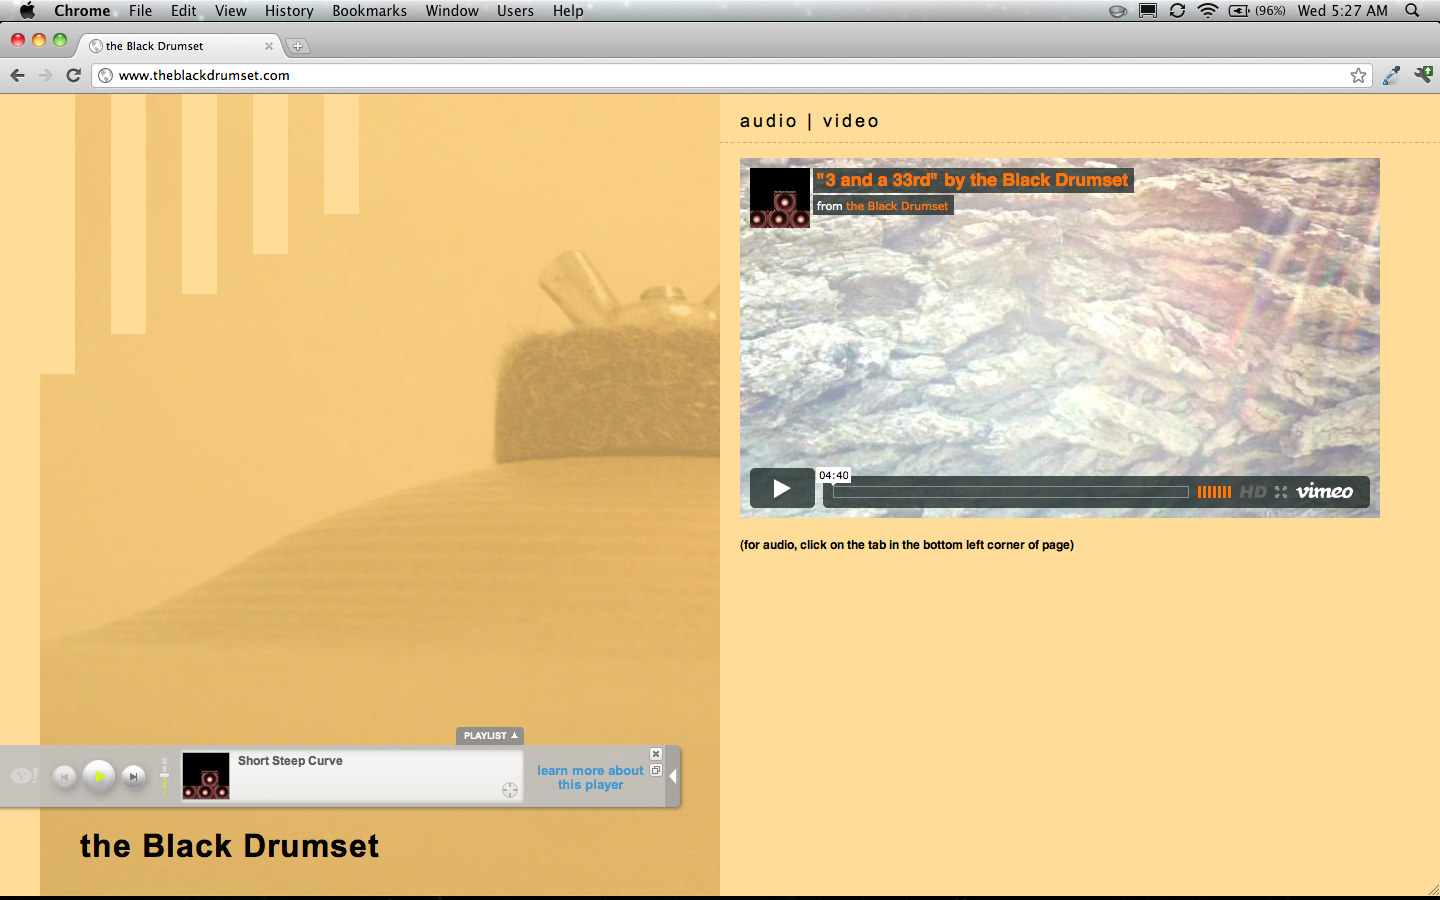 Chrome File Edit View History Bookmarks Window Users Help (96%) Wed 5:27 AM
the Black Drumset
www.theblackdrumset.com
audio | video
"3 and a 33rd" by the Black Drumset
from the Black Drumset
04:40
HD vimeo
(for audio, click on the tab in the bottom left corner of page)
PLAYLIST
Y!
Short Steep Curve
learn more about
this player
the Black Drumset